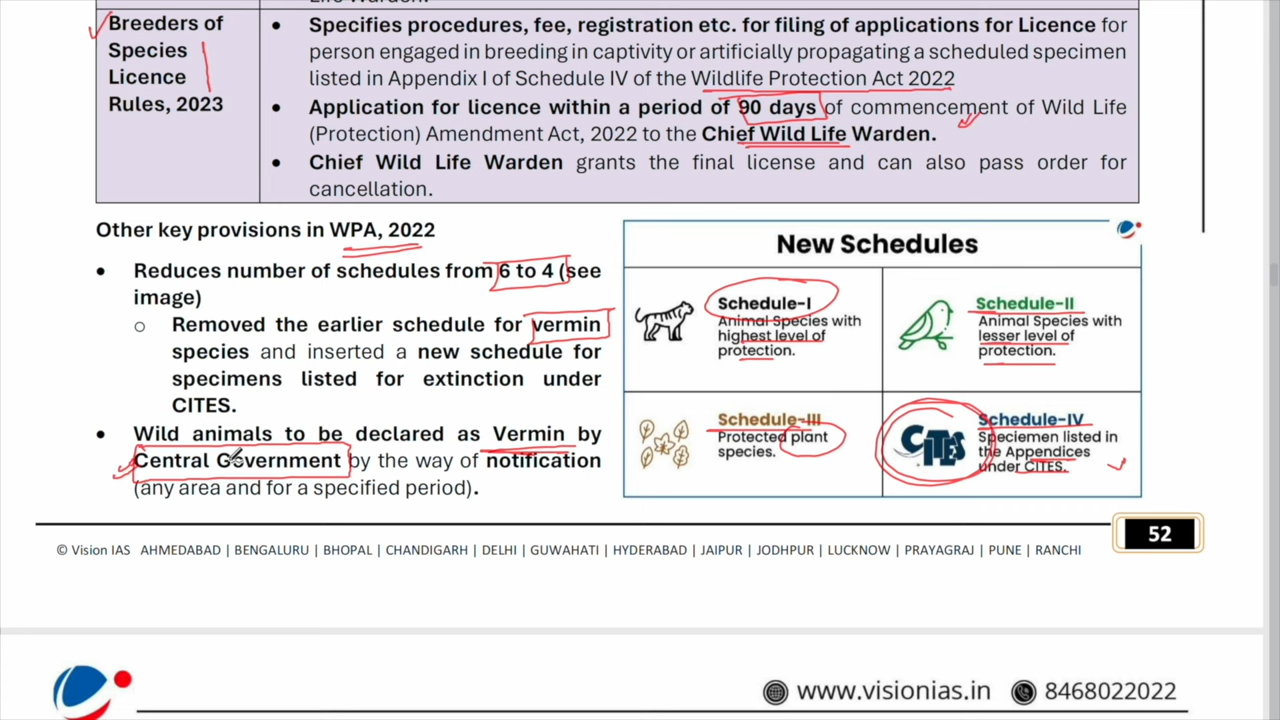 Life Warden.
Breeders of
Species
Licence
Rules, 2023
• Specifies procedures, fee, registration etc. for filing of applications for Licence for
person engaged in breeding in captivity or artificially propagating a scheduled specimen
listed in Appendix I of Schedule IV of the Wildlife Protection Act 2022
• Application for licence within a period of 90 days of commencement of Wild Life
(Protection) Amendment Act, 2022 to the Chief Wild Life Warden.
• Chief Wild Life Warden grants the final license and can also pass order for
cancellation.
Other key provisions in WPA, 2022
• Reduces number of schedules from 6 to 4 (see
image)
o Removed the earlier schedule for vermin
species and inserted a new schedule for
specimens listed for extinction under
CITES.
• Wild animals to be declared as Vermin by
Central Government by the way of notification
(any area and for a specified period).
New Schedules
Schedule-I
Animal Species with
highest level of
protection.
Schedule-II
Animal Species with
lesser level of
protection.
Schedule-III
Protected plant
species.
CITES
Schedule-IV
Speciemen listed in
the Appendices
under CITES.
© Vision IAS AHMEDABAD | BENGALURU | BHOPAL | CHANDIGARH | DELHI | GUWAHATI | HYDERABAD | JAIPUR | JODHPUR | LUCKNOW | PRAYAGRAJ | PUNE | RANCHI
52
www.visionias.in 8468022022